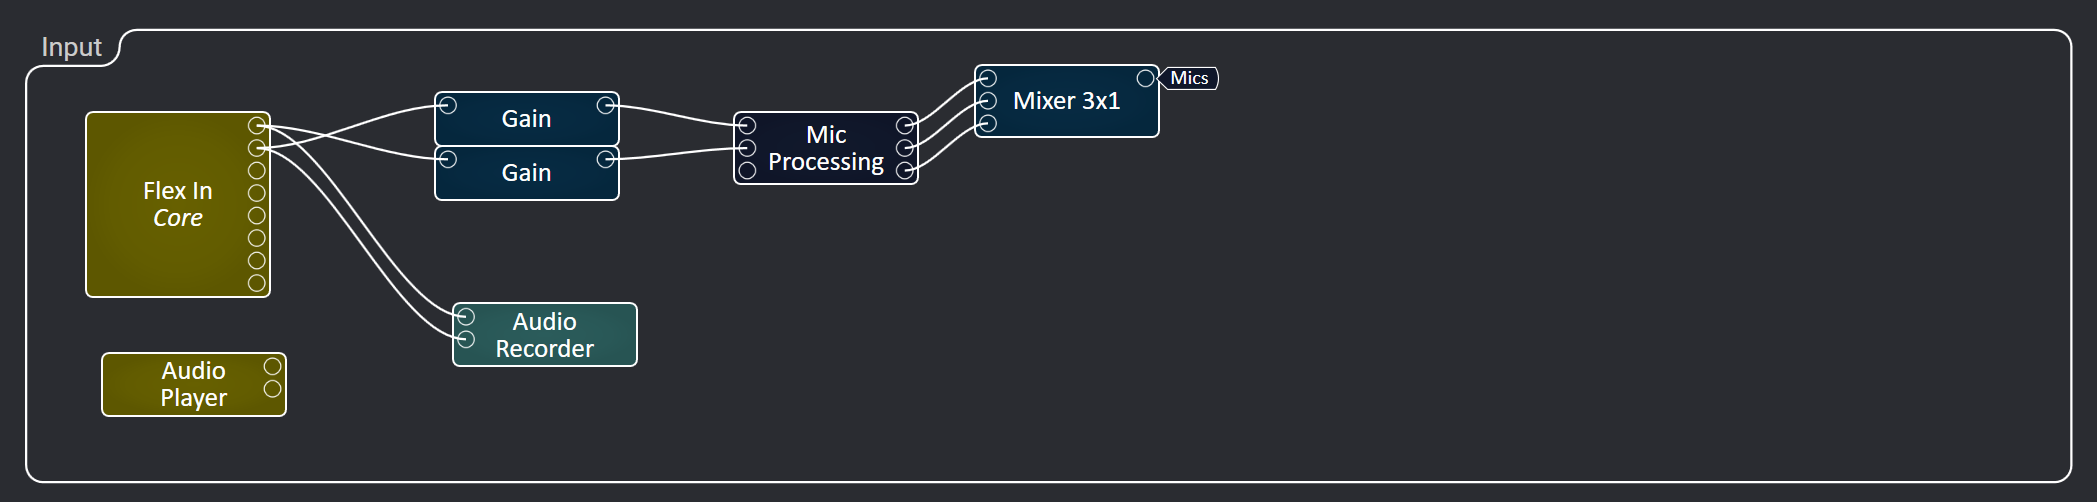 Input
Flex In
Core
Gain
Gain
Mic
Processing
Mixer 3x1
Mics
Audio
Recorder
Audio
Player